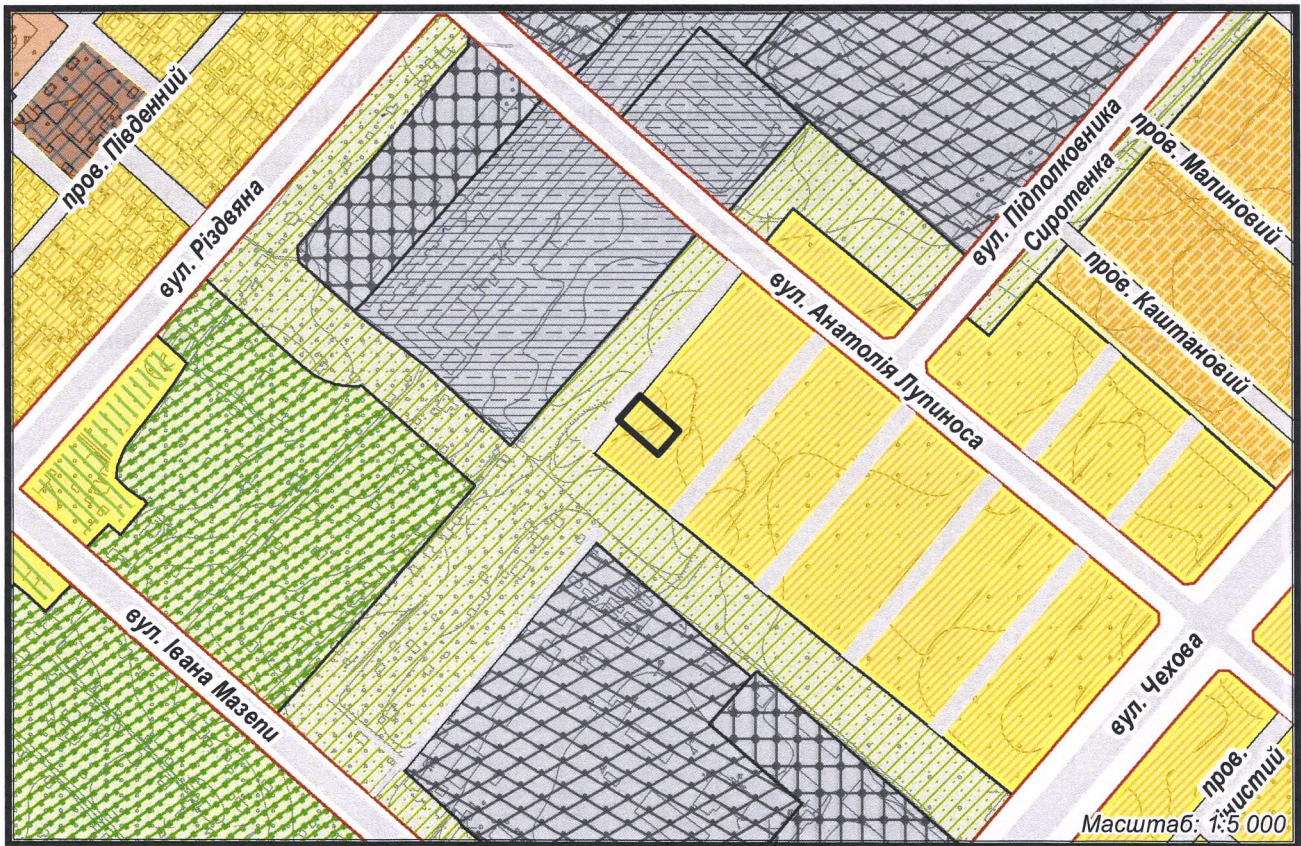 пров. Південний
вул. Різдвяна
вул. Підполковника
Сиротенка
пров. Малиновий
пров. Каштановий
вул. Анатолія Лупиноса
вул. Івана Мазепи
вул. Чехова
пров.
Масштаб: 1:5 000